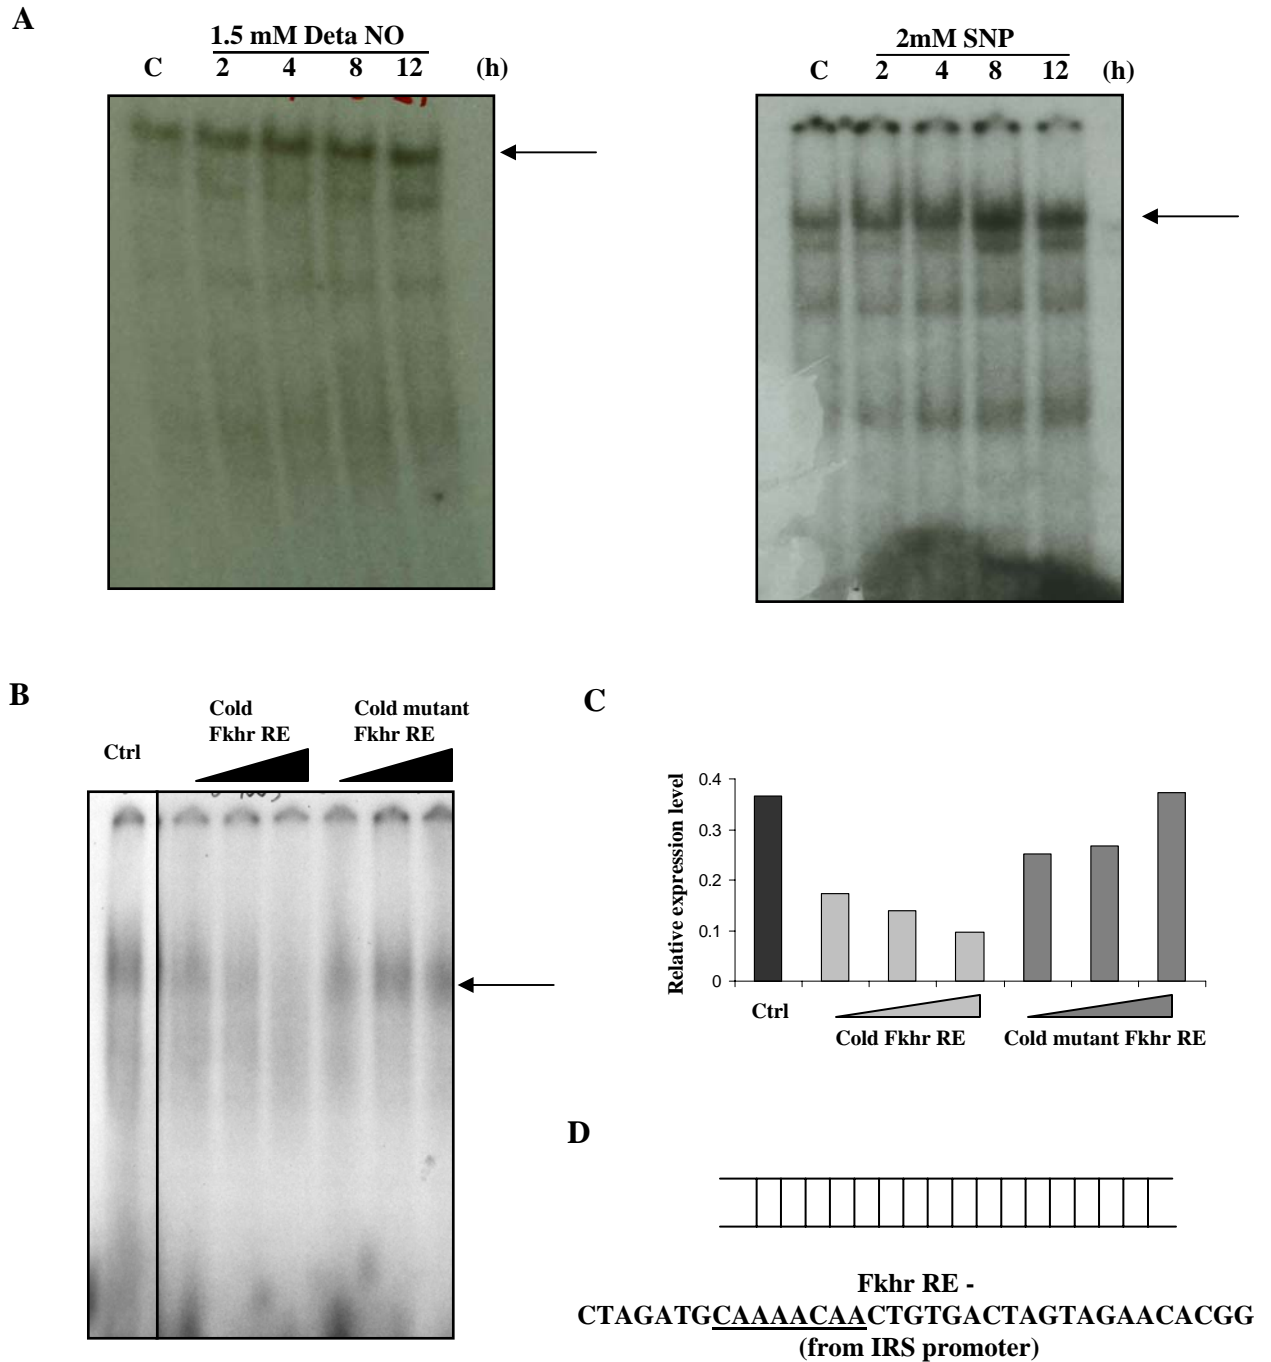 A
1.5 mM Deta NO
C 2 4 8 12 (h)
2mM SNP
C 2 4 8 12 (h)
B
Ctrl
Cold
Fkhr RE
Cold mutant
Fkhr RE
C
Relative expression level
0.4
0.3
0.2
0.1
0
Ctrl
Cold Fkhr RE
Cold mutant Fkhr RE
D
Fkhr RE -
CTAGATGCAAAACAACTGTGACTAGTAGAACACGG
(from IRS promoter)